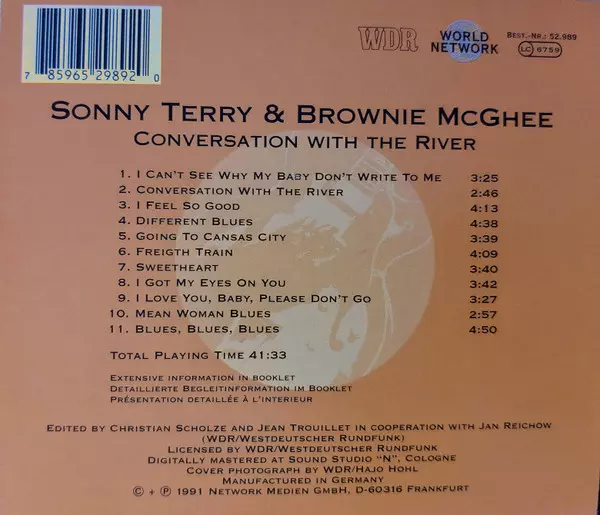 WDR
WORLD NETWORK
BEST.-NR.: 52.989
LC 6759
7 85965 29892 0
SONNY TERRY & BROWNIE MCGHEE
CONVERSATION WITH THE RIVER
1. I CAN'T SEE WHY MY BABY DON'T WRITE TO ME 3:25
2. CONVERSATION WITH THE RIVER 2:46
3. I FEEL SO GOOD 4:13
4. DIFFERENT BLUES 4:38
5. GOING TO CANSAS CITY 3:39
6. FREIGTH TRAIN 4:09
7. SWEETHEART 3:40
8. I GOT MY EYES ON YOU 3:42
9. I LOVE YOU, BABY, PLEASE DON'T GO 3:27
10. MEAN WOMAN BLUES 2:57
11. BLUES, BLUES, BLUES 4:50
TOTAL PLAYING TIME 41:33
EXTENSIVE INFORMATION IN BOOKLET
DETAILLIERTE BEGLEITINFORMATION IM BOOKLET
PRÉSENTATION DETAILLÉE À L'INTERIEUR
EDITED BY CHRISTIAN SCHOLZE AND JEAN TROUILLET IN COOPERATION WITH JAN REICHOW
(WDR/WESTDEUTSCHER RUNDFUNK)
LICENSED BY WDR/WESTDEUTSCHER RUNDFUNK
DIGITALLY MASTERED AT SOUND STUDIO "N", COLOGNE
COVER PHOTOGRAPH BY WDR/HAJO HOHL
MANUFACTURED IN GERMANY
© + ℗ 1991 NETWORK MEDIEN GMBH, D-60316 FRANKFURT